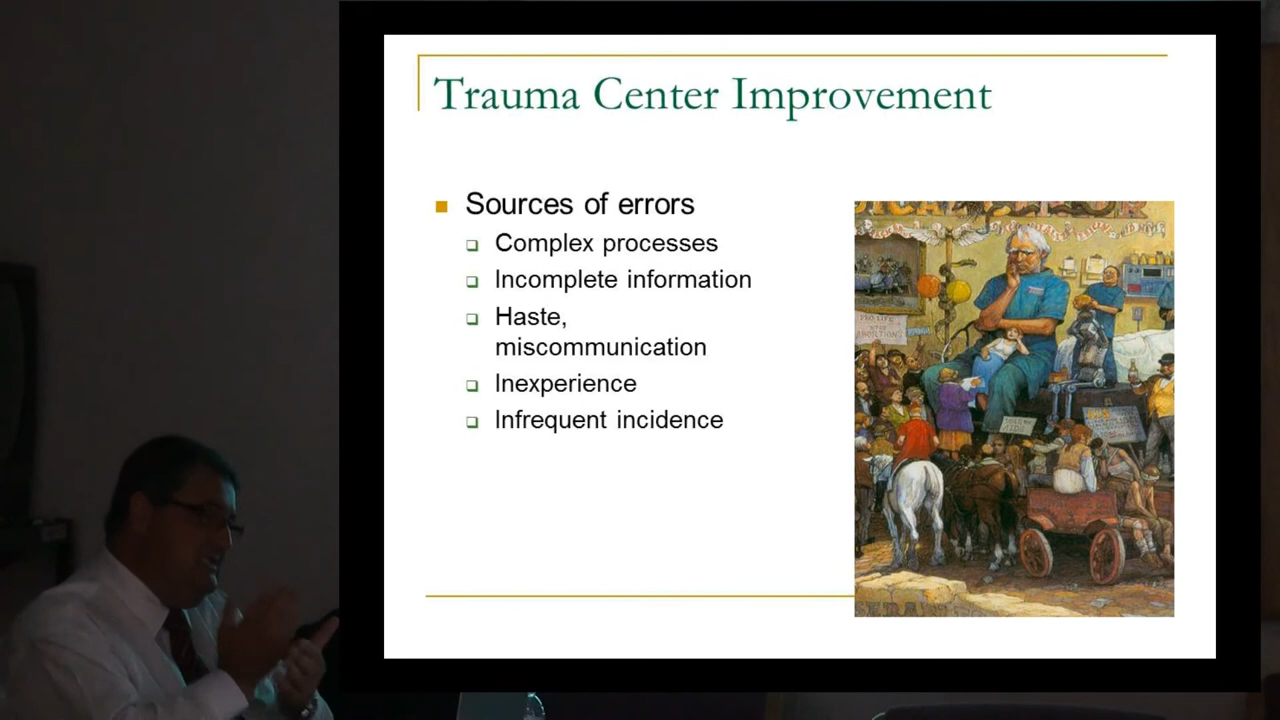 Trauma Center Improvement
Sources of errors
Complex processes
Incomplete information
Haste,
miscommunication
Inexperience
Infrequent incidence